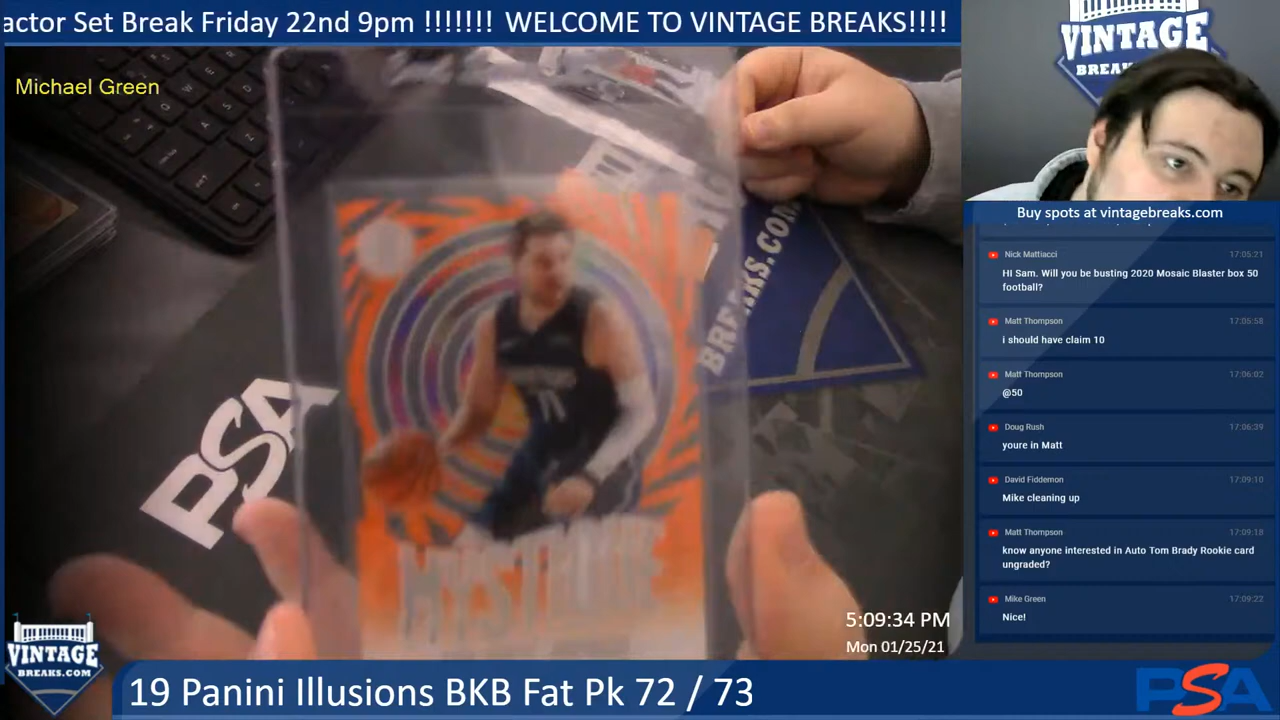 actor Set Break Friday 22nd 9pm !!!!!!! WELCOME TO VINTAGE BREAKS!!!!
Michael Green
VINTAGE
BREA
Buy spots at vintagebreaks.com
Nick Mattiacci 17:05:21
HI Sam. Will you be busting 2020 Mosaic Blaster box 50
football?
Matt Thompson 17:05:58
i should have claim 10
Matt Thompson 17:06:02
@50
Doug Rush 17:06:39
youre in Matt
David Fiddemon 17:09:10
Mike cleaning up
Matt Thompson 17:09:18
know anyone interested in Auto Tom Brady Rookie card
ungraded?
Mike Green 17:09:22
Nice!
BREAKS.COM
PSA
MYSTIQUE
5:09:34 PM
Mon 01/25/21
VINTAGE
BREAKS.COM
19 Panini Illusions BKB Fat Pk 72 / 73
PSA